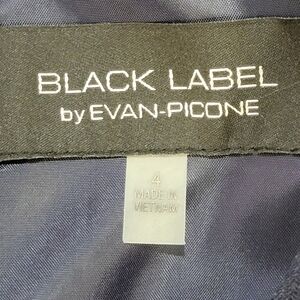 BLACK LABEL
by EVAN-PICONE
4
MADE IN
VIETNAM